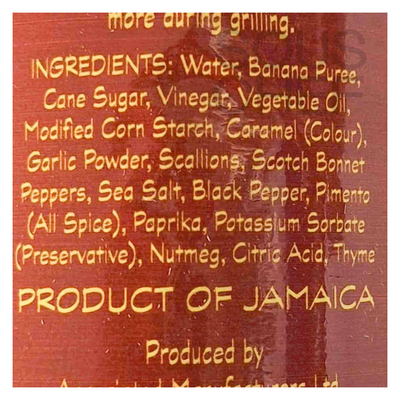 more during grilling.
INGREDIENTS: Water, Banana Puree,
Cane Sugar, Vinegar, Vegetable Oil,
Modified Corn Starch, Caramel (Colour),
Garlic Powder, Scallions, Scotch Bonnet
Peppers, Sea Salt, Black Pepper, Pimento
(All Spice), Paprika, Potassium Sorbate
(Preservative), Nutmeg, Citric Acid, Thyme
PRODUCT OF JAMAICA
Produced by
Manufacturers Ltd